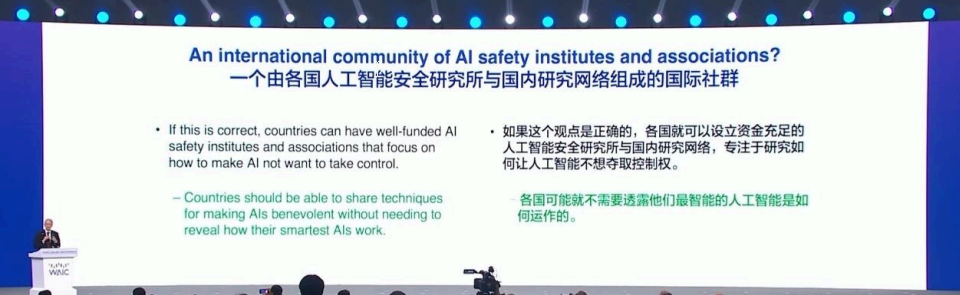 An international community of AI safety institutes and associations?
一个由各国人工智能安全研究所与国内研究网络组成的国际社群
• If this is correct, countries can have well-funded AI
safety institutes and associations that focus on
how to make AI not want to take control.
– Countries should be able to share techniques
for making AIs benevolent without needing to
reveal how their smartest AIs work.
• 如果这个观点是正确的，各国就可以设立资金充足的
人工智能安全研究所与国内研究网络，专注于研究如
何让人工智能不想夺取控制权。
– 各国可能就不需要透露他们最智能的人工智能是如
何运作的。
WAIC